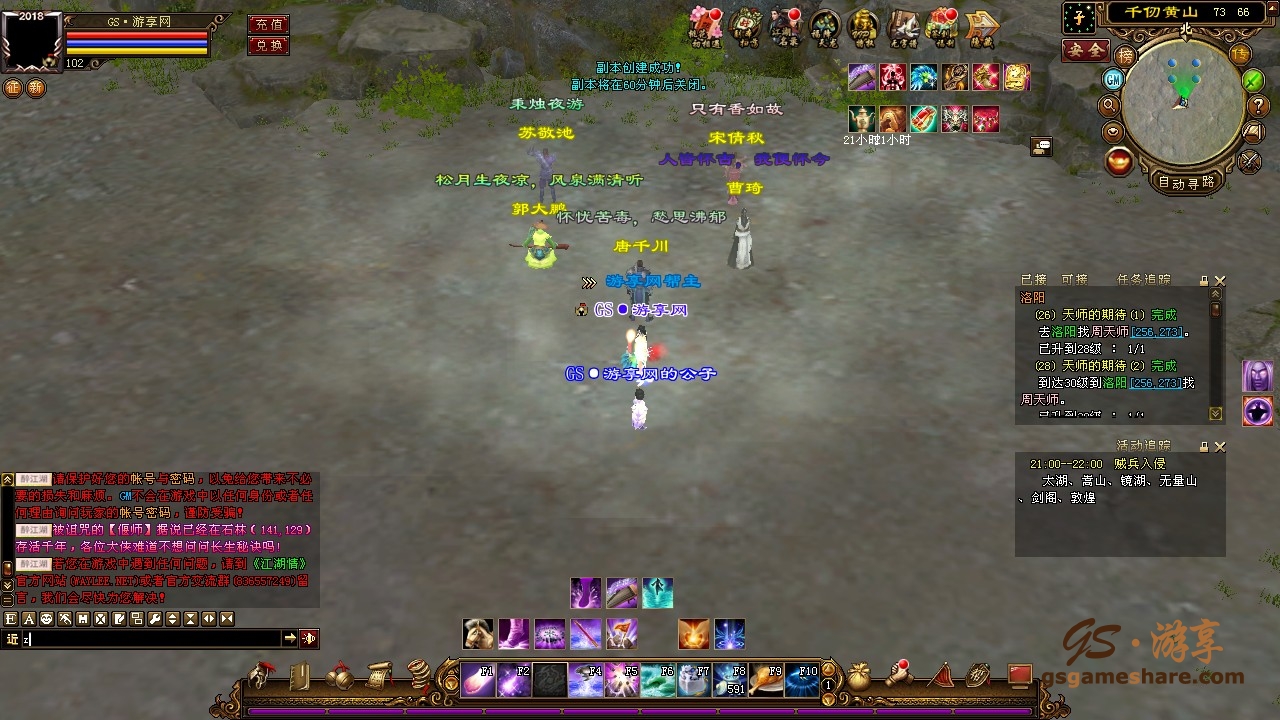 2018
GS·游享网
充值
兑换
102
征
新
千仞黄山 73 66
北
子
安全
榜
传
GM
自动寻路
21小时21小时
副本创建成功!
副本将在60分钟后关闭。
秉烛夜游
苏敬池
只有香如故
宋倩秋
人皆怀古，我复怀今
曹琦
松月生夜凉，风泉满清听
郭大鹏
怀忧苦毒，愁思沸郁
唐千川
游享网帮主
GS●游享网
GS●游享网的公子
已接 可接 任务追踪
洛阳
(26) 天师的期待(1) 完成
去洛阳找周天师[256,273]。
已升到28级 : 1/1
(28) 天师的期待(2) 完成
到达30级到洛阳[256,273]找
周天师。
活动追踪
21:00--22:00 贼兵入侵
太湖、嵩山、镜湖、无量山
、剑阁、敦煌
醉江湖 请保护好您的帐号与密码，以免给您带来不必
要的损失和麻烦。GM不会在游戏中以任何身份或者任
何理由询问玩家的帐号密码，谨防受骗!
醉江湖 被诅咒的【偃师】据说已经在石林(141,129)
存活千年，各位大侠难道不想问问长生秘诀吗!
醉江湖 若您在游戏中遇到任何问题，请到《江湖情》
官方网站(WAYLEE.NET)或者官方交流群(836557249)留
言，我们会尽快为您解决!
近 z
F1 F2 F4 F5 F6 F7 F8 F9 F10
591
1
GS·游享
gsgameshare.com